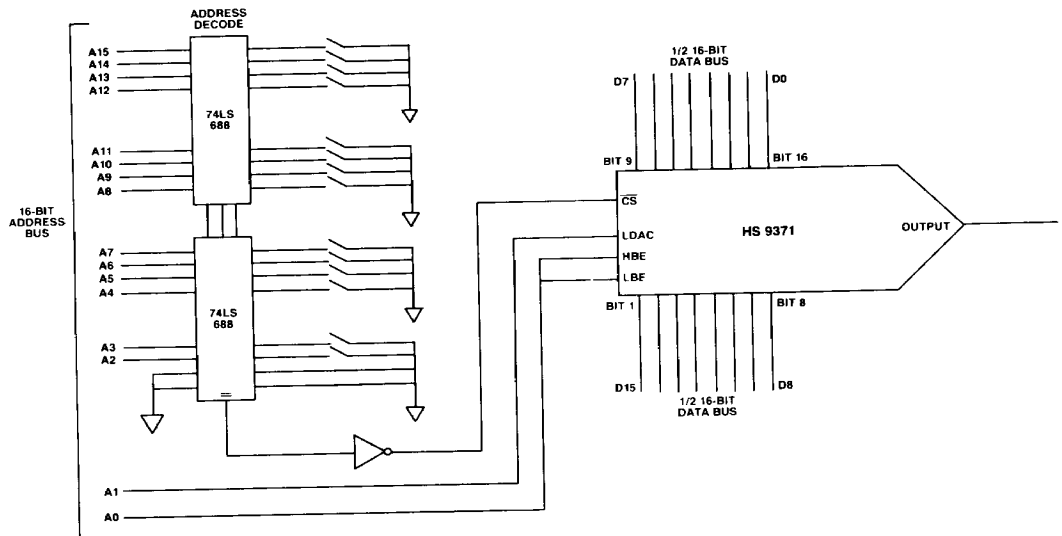 ADDRESS
DECODE
16-BIT
ADDRESS
BUS
A15
A14
A13
A12
74LS
688
A11
A10
A9
A8
A7
A6
A5
A4
74LS
688
A3
A2
=
A1
A0
1/2 16-BIT
DATA BUS
D7
D0
BIT 9
BIT 16
CS
LDAC
HBE
LBE
HS 9371
OUTPUT
BIT 1
BIT 8
D15
D8
1/2 16-BIT
DATA BUS